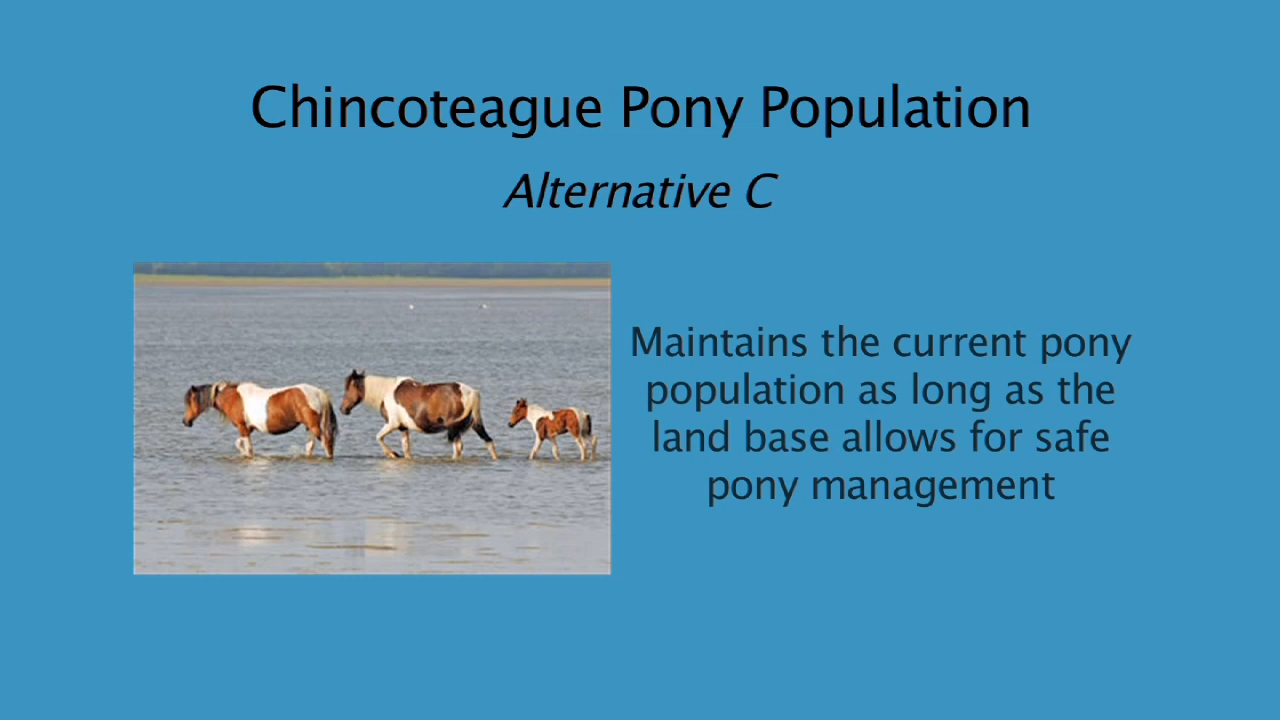 Chincoteague Pony Population
Alternative C
Maintains the current pony
population as long as the
land base allows for safe
pony management